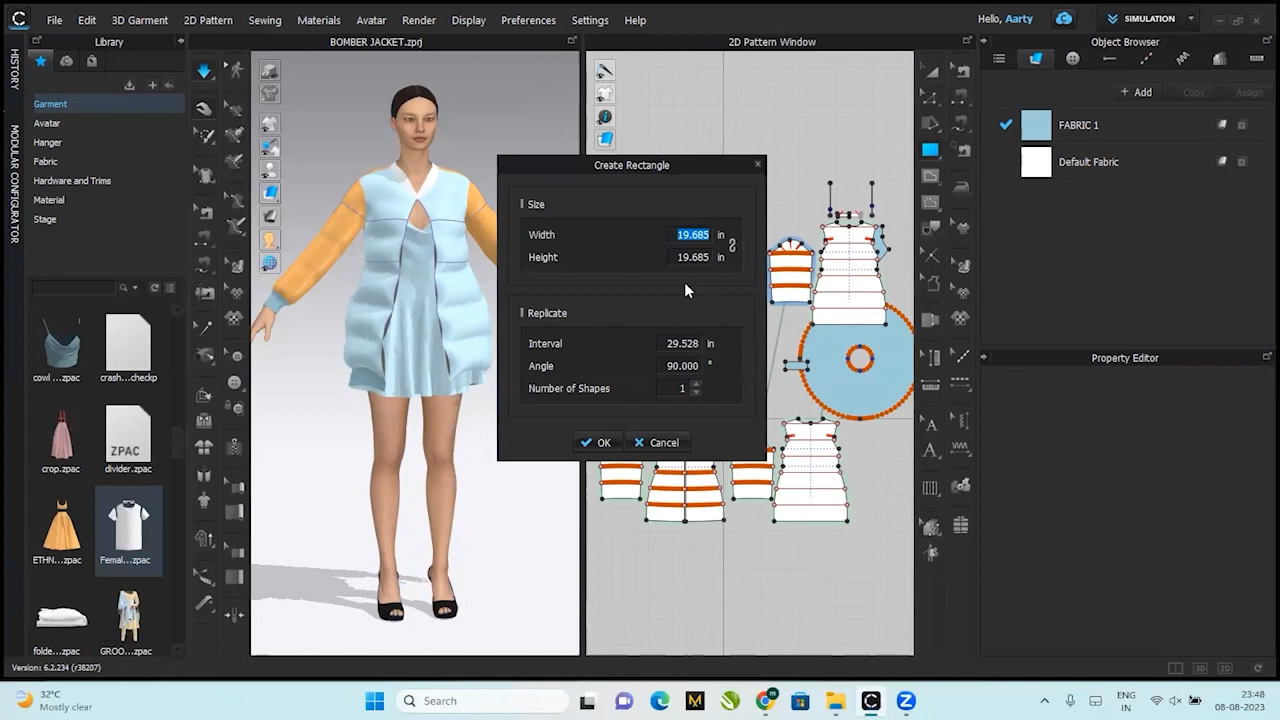 File Edit 3D Garment 2D Pattern Sewing Materials Avatar Render Display Preferences Settings Help Hello, Aarty SIMULATION
HISTORY
MODULAR CONFIGURATOR
Library
Garment
Avatar
Hanger
Fabric
Hardware and Trims
Material
Stage
cowl ....zpac crash...checkp
ZPAC
crop.zpac divider.zpac
ETHN...zpac Femal...zpac
folde...zpac GROO...zpac
BOMBER JACKET.zprj
2D Pattern Window
Create Rectangle
Size
Width 19.685 in
Height 19.685 in
Replicate
Interval 29.528 in
Angle 90.000 °
Number of Shapes 1
OK Cancel
Object Browser
+ Add Copy Assign
FABRIC 1
Default Fabric
Property Editor
Version: 6.2.234 (r38207)
3D 2D
32°C
Mostly clear
Search
ENG
IN
23:48
08-08-2023